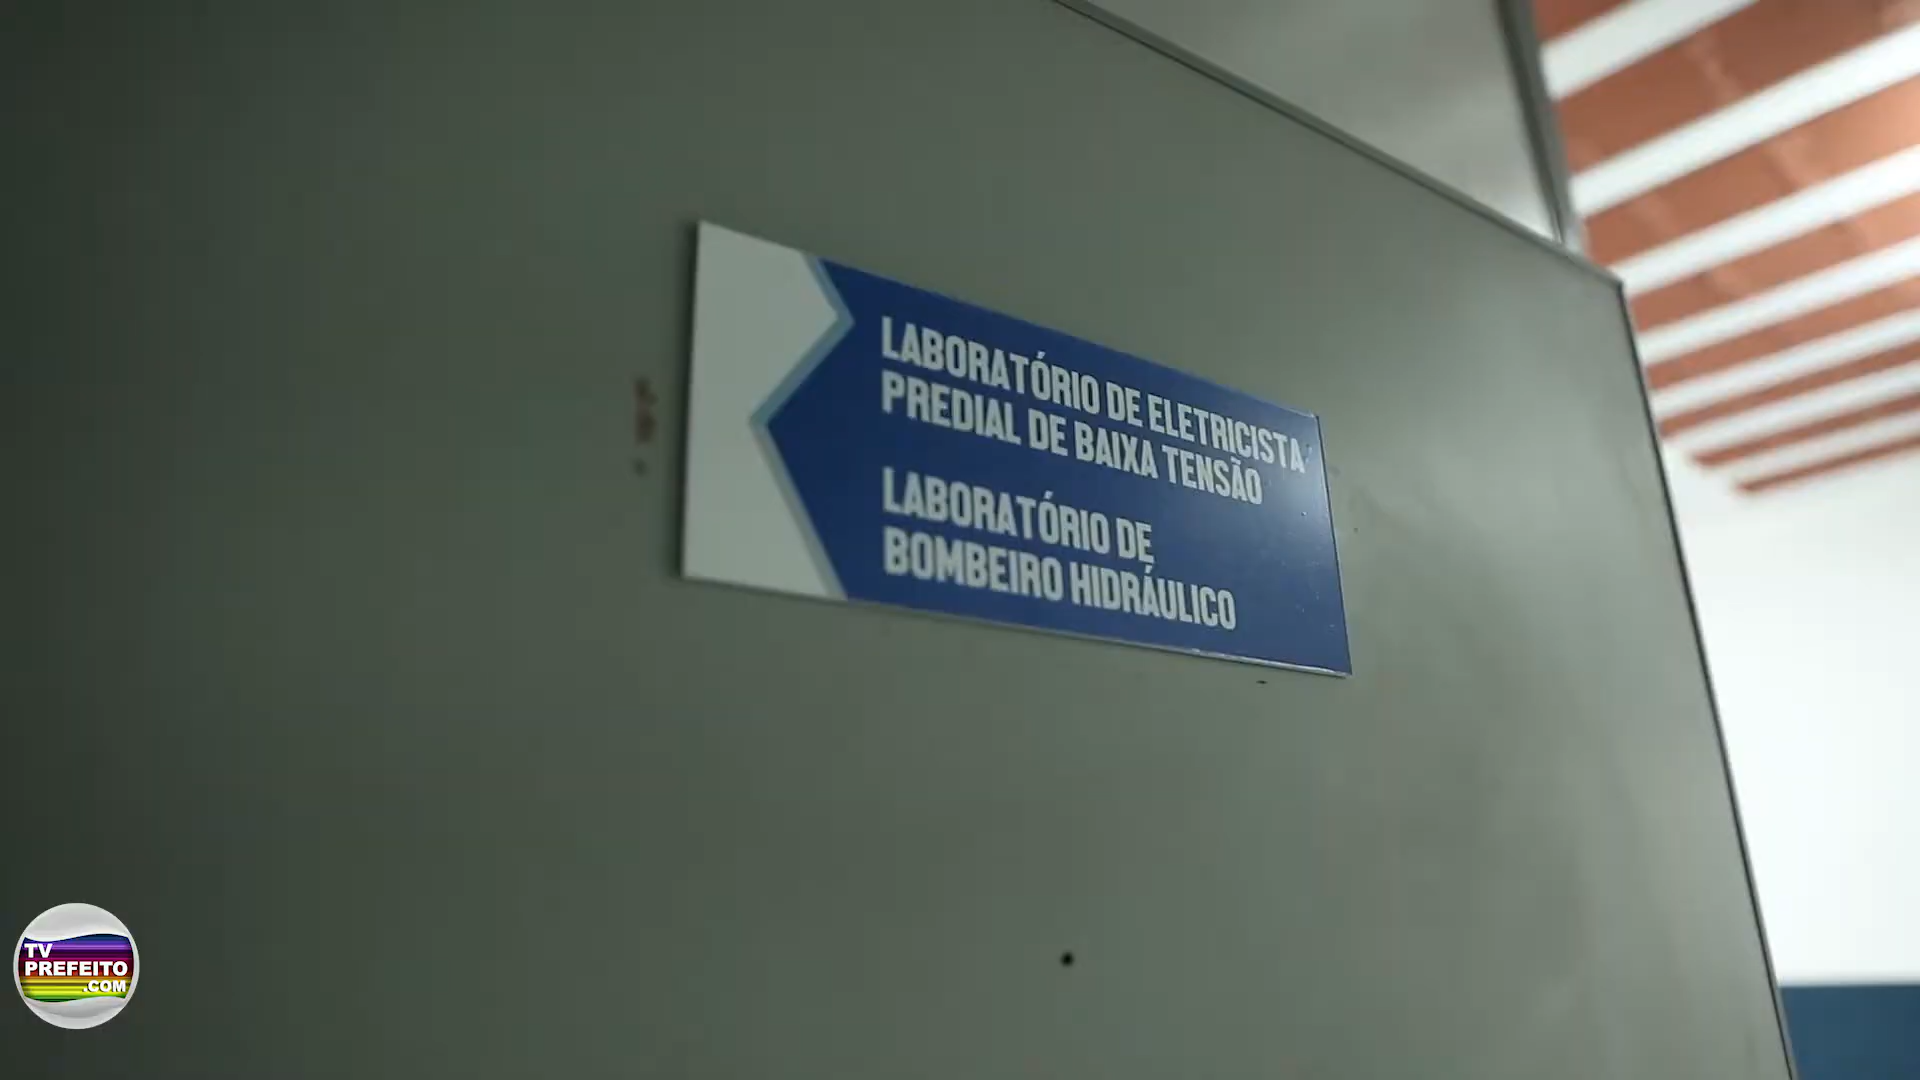 LABORATÓRIO DE ELETRICISTA
PREDIAL DE BAIXA TENSÃO
LABORATÓRIO DE
BOMBEIRO HIDRÁULICO
TV
PREFEITO
.COM